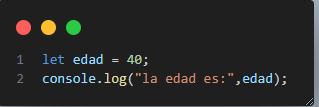 1 let edad = 40;
2 console.log("la edad es:",edad);